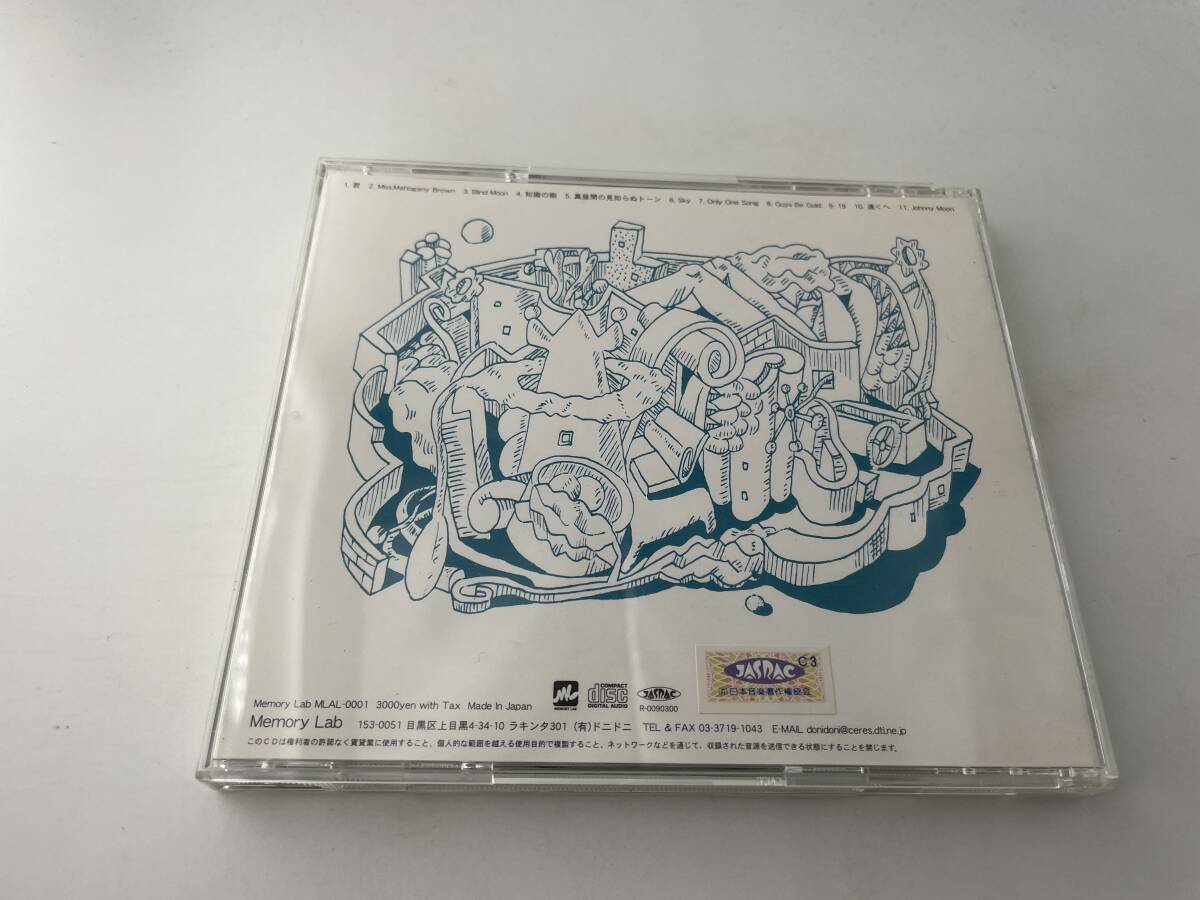 1. 君 2. Miss.Mahogany Brown 3. Blind Moon 4. 知恵の樹 5. 真昼間の見知らぬトーン 6. Sky 7. Only One Song 8. Guys Be Gold 9. 19 10. 遠くへ 11. Johnny Moon
C3
JASRAC
日本音楽著作権協会
Memory Lab MLAL-0001 3000yen with Tax Made In Japan
MEMORY LAB
COMPACT disc DIGITAL AUDIO
JASRAC
R-0090300
Memory Lab 153-0051 目黒区上目黒4-34-10 ラキンタ301 (有)ドニドニ TEL & FAX 03-3719-1043 E-MAIL donidoni@ceres.dti.ne.jp
このCDは権利者の許諾なく賃貸業に使用すること、個人的な範囲を越える使用目的で複製すること、ネットワークなどを通じて、収録された音源を送信できる状態にすることを禁じます。